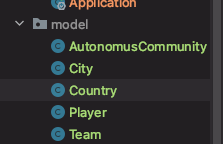 Application
model
AutonomusCommunity
City
Country
Player
Team